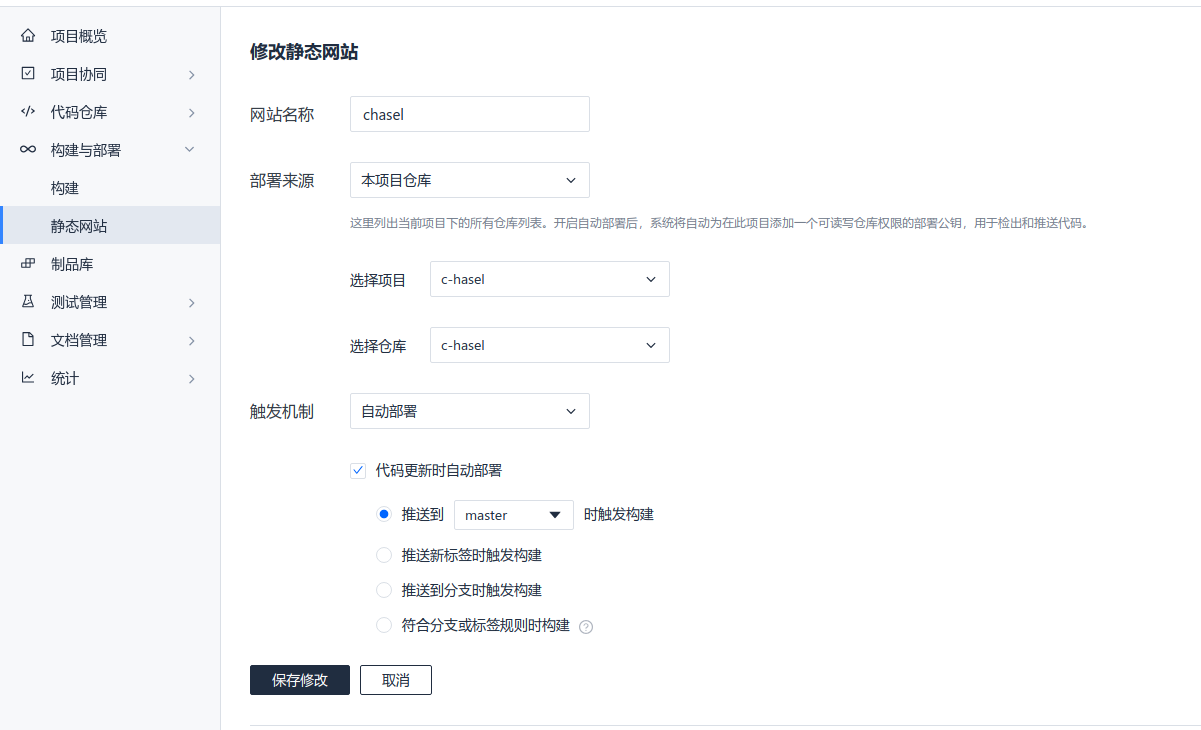 项目概览
项目协同
代码仓库
构建与部署
构建
静态网站
制品库
测试管理
文档管理
统计
修改静态网站
网站名称 chasel
部署来源 本项目仓库
这里列出当前项目下的所有仓库列表。开启自动部署后，系统将自动为在此项目添加一个可读写仓库权限的部署公钥，用于检出和推送代码。
选择项目 c-hasel
选择仓库 c-hasel
触发机制 自动部署
代码更新时自动部署
推送到 master 时触发构建
推送新标签时触发构建
推送到分支时触发构建
符合分支或标签规则时构建 ?
保存修改 取消